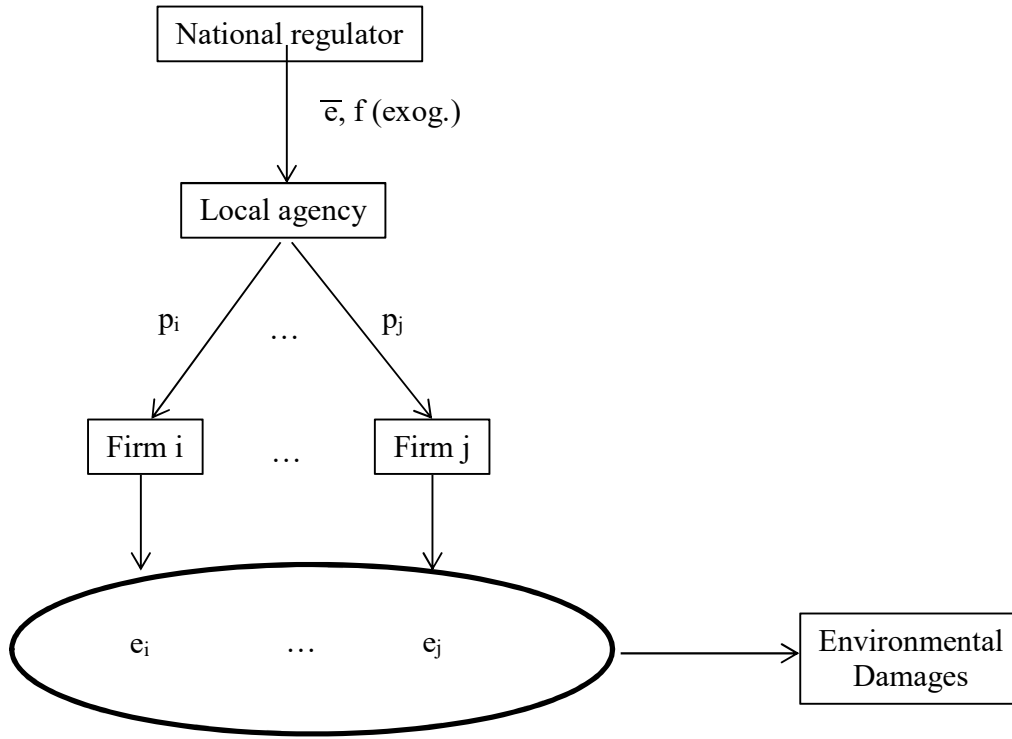 National regulator
e̅, f (exog.)
Local agency
pᵢ … pⱼ
Firm i … Firm j
eᵢ … eⱼ
Environmental
Damages